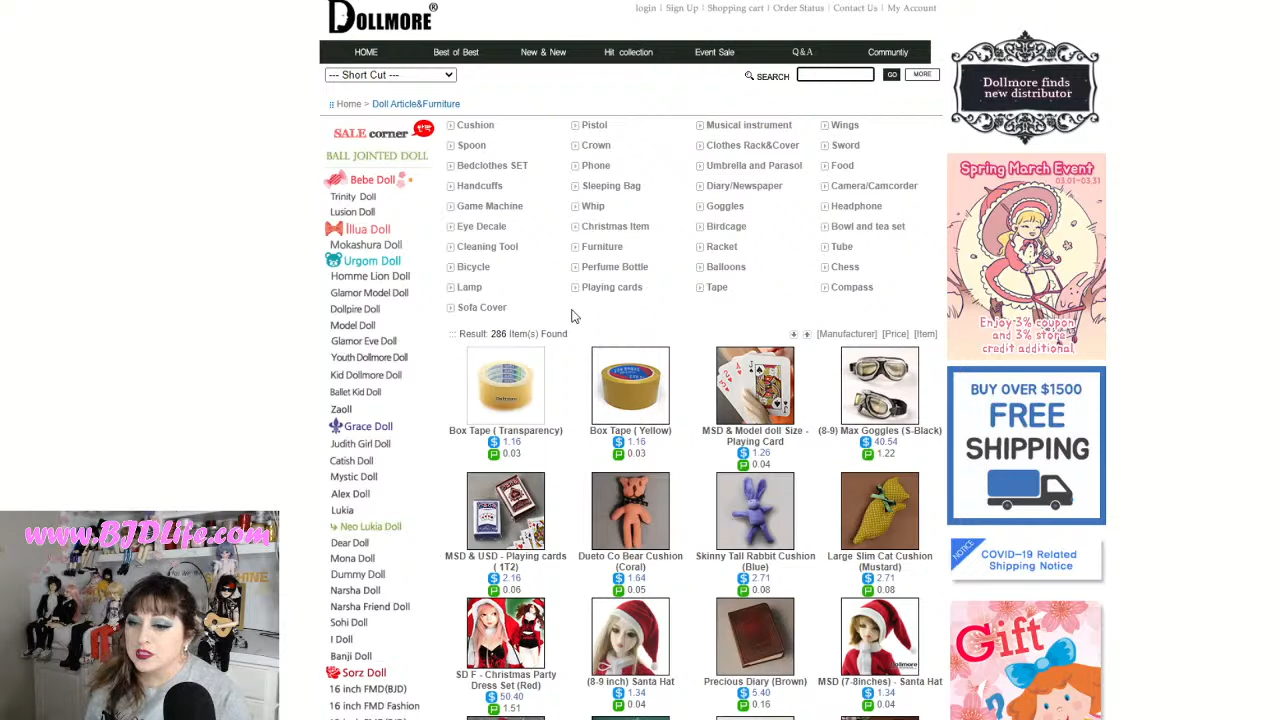 DOLLMORE®
login | Sign Up | Shopping cart | Order Status | Contact Us | My Account
HOME Best of Best New & New Hit collection Event Sale Q&A Communtiy
--- Short Cut --- SEARCH GO MORE
Home > Doll Article&Furniture
SALE corner
BALL JOINTED DOLL
Bebe Doll
Trinity Doll
Lusion Doll
Illua Doll
Mokashura Doll
Urgom Doll
Homme Lion Doll
Glamor Model Doll
Dollpire Doll
Model Doll
Glamor Eve Doll
Youth Dollmore Doll
Kid Dollmore Doll
Ballet Kid Doll
Zaoll
Grace Doll
Judith Girl Doll
Catish Doll
Mystic Doll
Alex Doll
Lukia
Neo Lukia Doll
Dear Doll
Mona Doll
Dummy Doll
Narsha Doll
Narsha Friend Doll
Sohi Doll
I Doll
Banji Doll
Sorz Doll
16 inch FMD(BJD)
16 inch FMD Fashion
Cushion Pistol Musical instrument Wings
Spoon Crown Clothes Rack&Cover Sword
Bedclothes SET Phone Umbrella and Parasol Food
Handcuffs Sleeping Bag Diary/Newspaper Camera/Camcorder
Game Machine Whip Goggles Headphone
Eye Decale Christmas Item Birdcage Bowl and tea set
Cleaning Tool Furniture Racket Tube
Bicycle Perfume Bottle Balloons Chess
Lamp Playing cards Tape Compass
Sofa Cover
::: Result: 286 Item(s) Found [Manufacturer] [Price] [Item]
Box Tape ( Transparency) Box Tape ( Yellow) MSD & Model doll Size - (8-9) Max Goggles (S-Black)
1.16 1.16 Playing Card 40.54
0.03 0.03 1.26 1.22
0.04
MSD & USD - Playing cards Dueto Co Bear Cushion Skinny Tall Rabbit Cushion Large Slim Cat Cushion
( 1T2) (Coral) (Blue) (Mustard)
2.16 1.64 2.71 2.71
0.06 0.05 0.08 0.08
SD F - Christmas Party (8-9 inch) Santa Hat Precious Diary (Brown) MSD (7-8inches) - Santa Hat
Dress Set (Red) 1.34 5.40 1.34
50.40 0.04 0.16 0.04
1.51
Dollmore finds
new distributor
Spring March Event
03.01-03.31
Enjoy 3% coupon
and 3% store
credit additional.
BUY OVER $1500
FREE
SHIPPING
NOTICE
COVID-19 Related
Shipping Notice
Gift
www.BJDLife.com